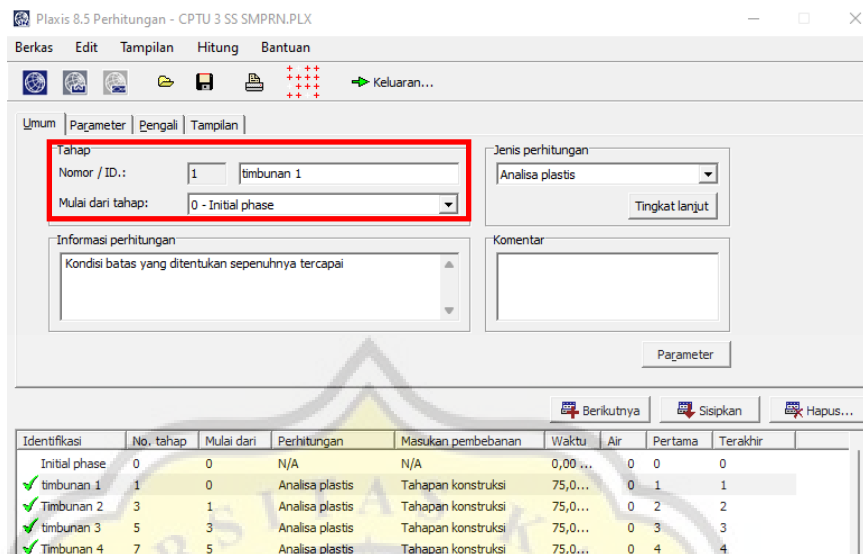 Plaxis 8.5 Perhitungan - CPTU 3 SS SMPRN.PLX
Berkas Edit Tampilan Hitung Bantuan
Keluaran...
Umum Parameter Pengali Tampilan
Tahap
Nomor / ID.: 1 timbunan 1
Mulai dari tahap: 0 - Initial phase
Jenis perhitungan
Analisa plastis
Tingkat lanjut
Informasi perhitungan
Kondisi batas yang ditentukan sepenuhnya tercapai
Komentar
Parameter
Berikutnya Sisipkan Hapus...
Identifikasi No. tahap Mulai dari Perhitungan Masukan pembebanan Waktu Air Pertama Terakhir
Initial phase 0 0 N/A N/A 0,00 ... 0 0 0
timbunan 1 1 0 Analisa plastis Tahapan konstruksi 75,0... 0 1 1
Timbunan 2 3 1 Analisa plastis Tahapan konstruksi 75,0... 0 2 2
timbunan 3 5 3 Analisa plastis Tahapan konstruksi 75,0... 0 3 3
Timbunan 4 7 5 Analisa plastis Tahapan konstruksi 75,0... 0 4 4